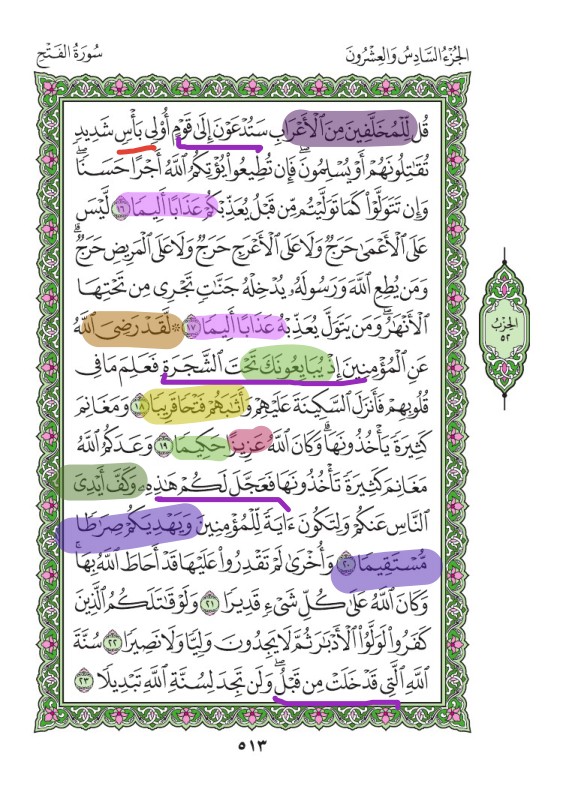 الجُزْءُ السَّادِسُ وَالعِشْرُونَ
سُورَةُ الفَتْحِ
قُل لِّلْمُخَلَّفِينَ مِنَ ٱلْأَعْرَابِ سَتُدْعَوْنَ إِلَىٰ قَوْمٍ أُو۟لِى بَأْسٍ شَدِيدٍ
تُقَٰتِلُونَهُمْ أَوْ يُسْلِمُونَ ۖ فَإِن تُطِيعُوا۟ يُؤْتِكُمُ ٱللَّهُ أَجْرًا حَسَنًا ۖ
وَإِن تَتَوَلَّوْا۟ كَمَا تَوَلَّيْتُم مِّن قَبْلُ يُعَذِّبْكُمْ عَذَابًا أَلِيمًا ١٦ لَّيْسَ
عَلَى ٱلْأَعْمَىٰ حَرَجٌ وَلَا عَلَى ٱلْأَعْرَجِ حَرَجٌ وَلَا عَلَى ٱلْمَرِيضِ حَرَجٌ ۗ
وَمَن يُطِعِ ٱللَّهَ وَرَسُولَهُۥ يُدْخِلْهُ جَنَّٰتٍ تَجْرِى مِن تَحْتِهَا
ٱلْأَنْهَٰرُ ۖ وَمَن يَتَوَلَّ يُعَذِّبْهُ عَذَابًا أَلِيمًا ١٧ ۞ لَّقَدْ رَضِىَ ٱللَّهُ
عَنِ ٱلْمُؤْمِنِينَ إِذْ يُبَايِعُونَكَ تَحْتَ ٱلشَّجَرَةِ فَعَلِمَ مَا فِى
قُلُوبِهِمْ فَأَنزَلَ ٱلسَّكِينَةَ عَلَيْهِمْ وَأَثَٰبَهُمْ فَتْحًا قَرِيبًا ١٨ وَمَغَانِمَ
كَثِيرَةً يَأْخُذُونَهَا ۗ وَكَانَ ٱللَّهُ عَزِيزًا حَكِيمًا ١٩ وَعَدَكُمُ ٱللَّهُ
مَغَانِمَ كَثِيرَةً تَأْخُذُونَهَا فَعَجَّلَ لَكُمْ هَٰذِهِۦ وَكَفَّ أَيْدِىَ
ٱلنَّاسِ عَنكُمْ وَلِتَكُونَ ءَايَةً لِّلْمُؤْمِنِينَ وَيَهْدِيَكُمْ صِرَٰطًا
مُّسْتَقِيمًا ٢٠ وَأُخْرَىٰ لَمْ تَقْدِرُوا۟ عَلَيْهَا قَدْ أَحَاطَ ٱللَّهُ بِهَا ۚ
وَكَانَ ٱللَّهُ عَلَىٰ كُلِّ شَىْءٍ قَدِيرًا ٢١ وَلَوْ قَٰتَلَكُمُ ٱلَّذِينَ
كَفَرُوا۟ لَوَلَّوُا۟ ٱلْأَدْبَٰرَ ثُمَّ لَا يَجِدُونَ وَلِيًّا وَلَا نَصِيرًا ٢٢ سُنَّةَ
ٱللَّهِ ٱلَّتِى قَدْ خَلَتْ مِن قَبْلُ ۖ وَلَن تَجِدَ لِسُنَّةِ ٱللَّهِ تَبْدِيلًا ٢٣
الحِزْبُ
٥٢
٥١٣